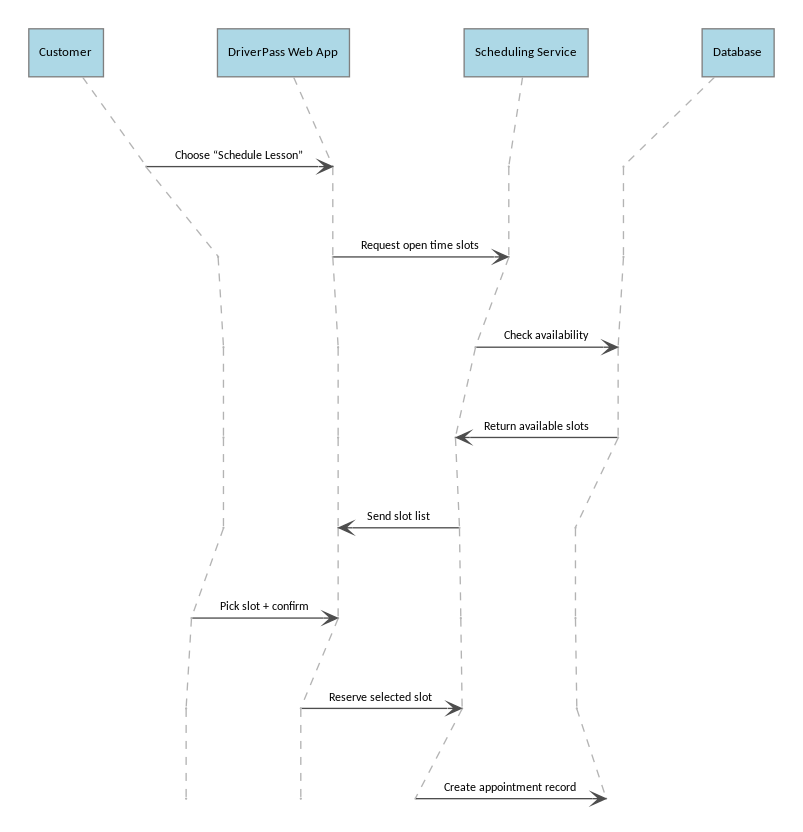 Customer
DriverPass Web App
Scheduling Service
Database
Choose “Schedule Lesson”
Request open time slots
Check availability
Return available slots
Send slot list
Pick slot + confirm
Reserve selected slot
Create appointment record